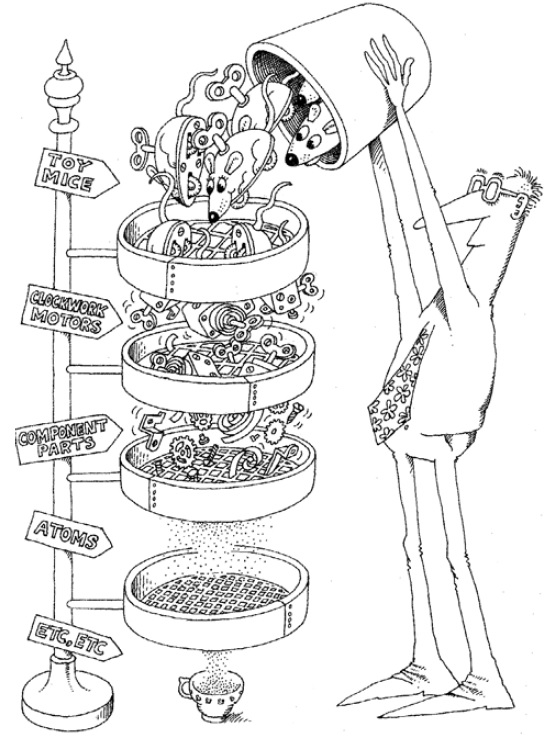 TOY
MICE
CLOCKWORK
MOTORS
COMPONENT
PARTS
ATOMS
ETC, ETC